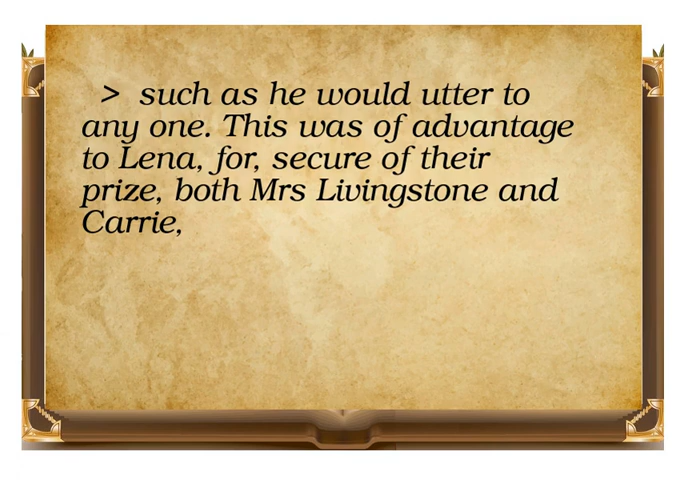 > such as he would utter to
any one. This was of advantage
to Lena, for, secure of their
prize, both Mrs Livingstone and
Carrie,